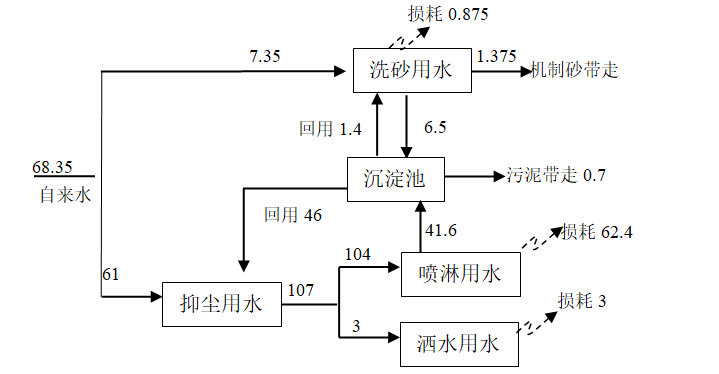 损耗 0.875
7.35
洗砂用水
1.375
机制砂带走
回用 1.4
6.5
68.35
自来水
沉淀池
污泥带走 0.7
回用 46
41.6
损耗 62.4
61
104
喷淋用水
抑尘用水
107
损耗 3
3
洒水用水